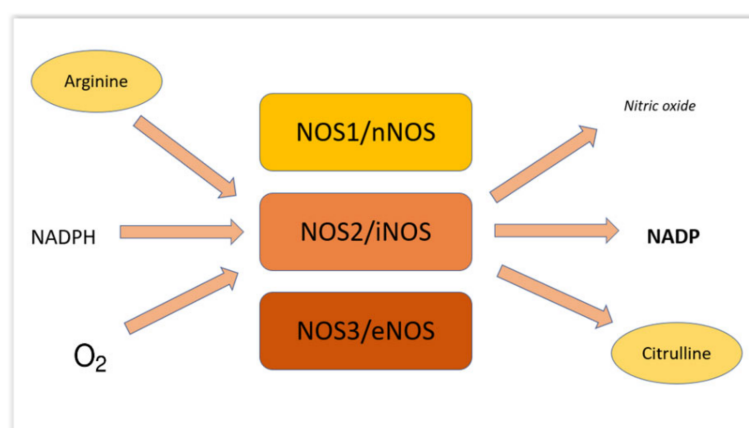 Arginine
NADPH
O₂
NOS1/nNOS
NOS2/iNOS
NOS3/eNOS
Nitric oxide
NADP
Citrulline